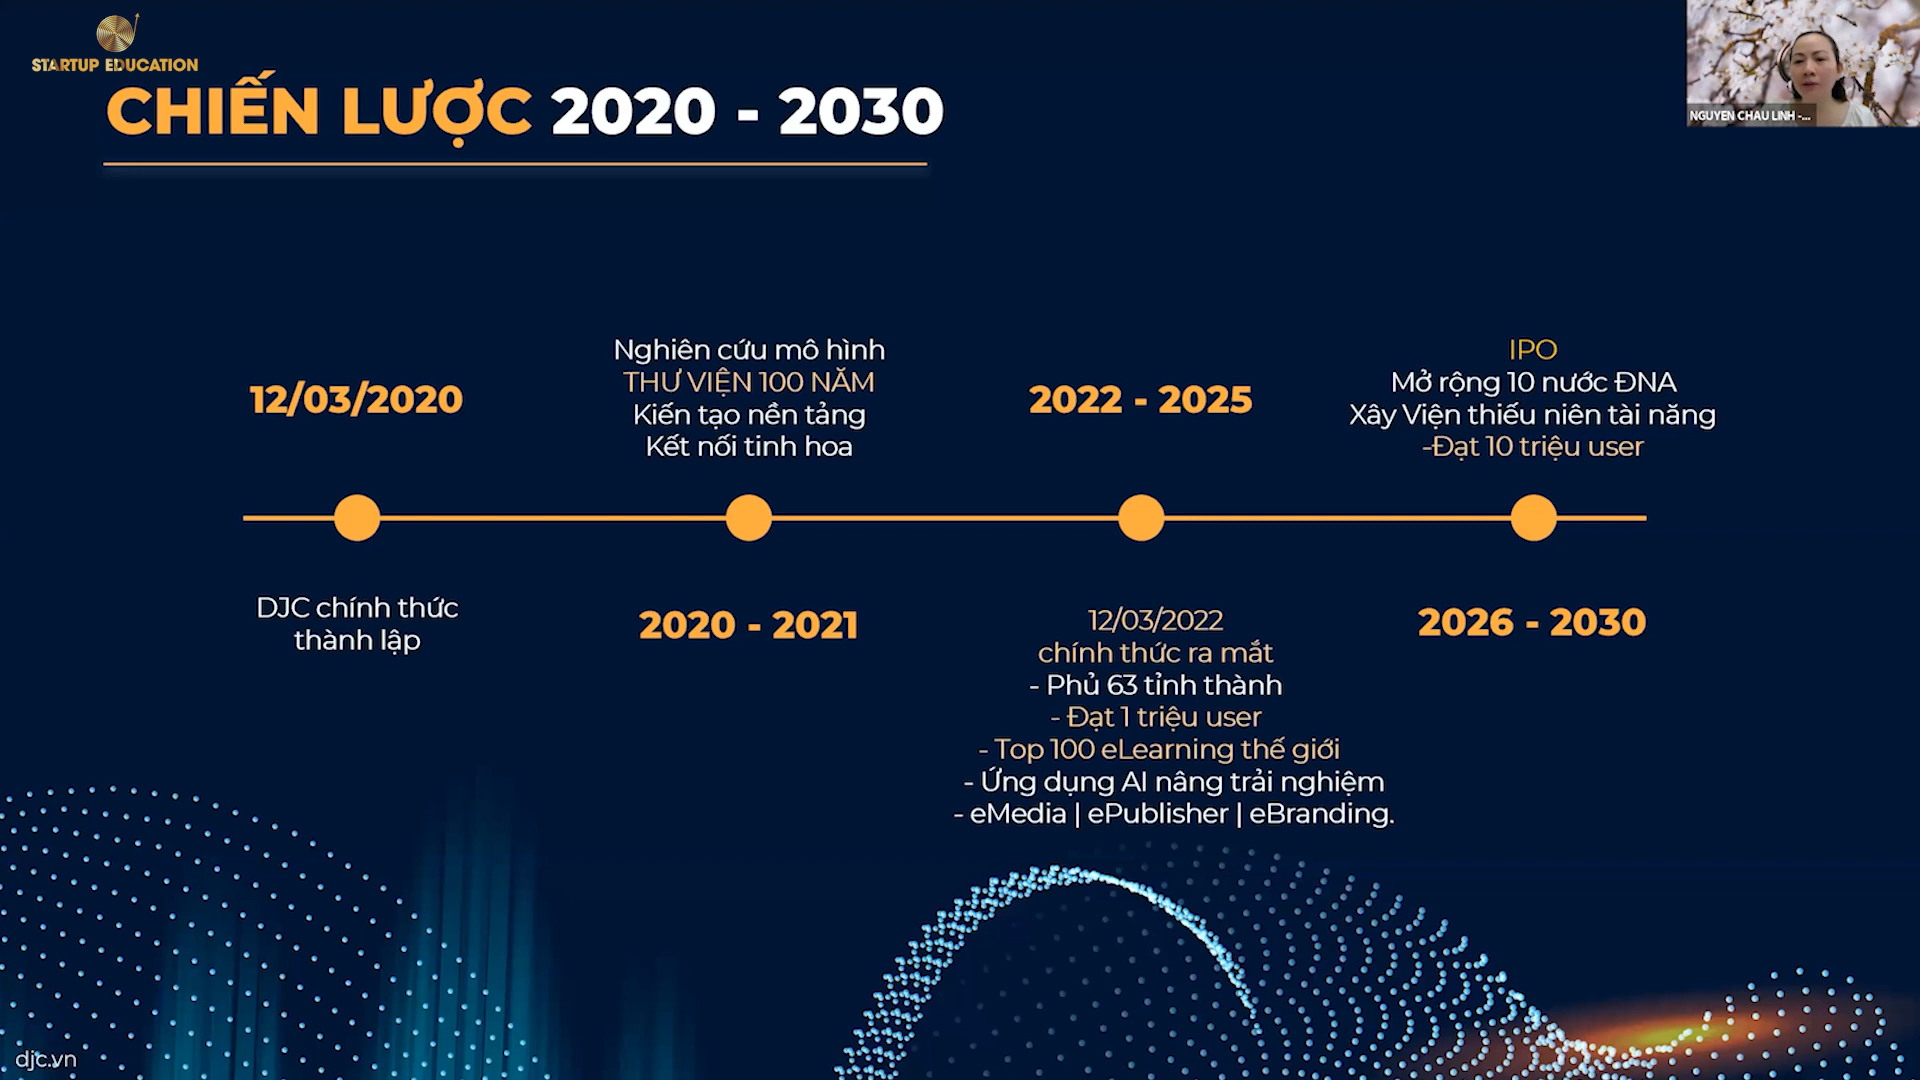 STARTUP EDUCATION
CHIẾN LƯỢC 2020 - 2030
NGUYEN CHAU LINH -...
12/03/2020
DJC chính thức
thành lập
Nghiên cứu mô hình
THƯ VIỆN 100 NĂM
Kiến tạo nền tảng
Kết nối tinh hoa
2020 - 2021
2022 - 2025
12/03/2022
chính thức ra mắt
- Phủ 63 tỉnh thành
- Đạt 1 triệu user
- Top 100 eLearning thế giới
- Ứng dụng AI nâng trải nghiệm
- eMedia | ePublisher | eBranding.
IPO
Mở rộng 10 nước ĐNA
Xây Viện thiếu niên tài năng
-Đạt 10 triệu user
2026 - 2030
djc.vn